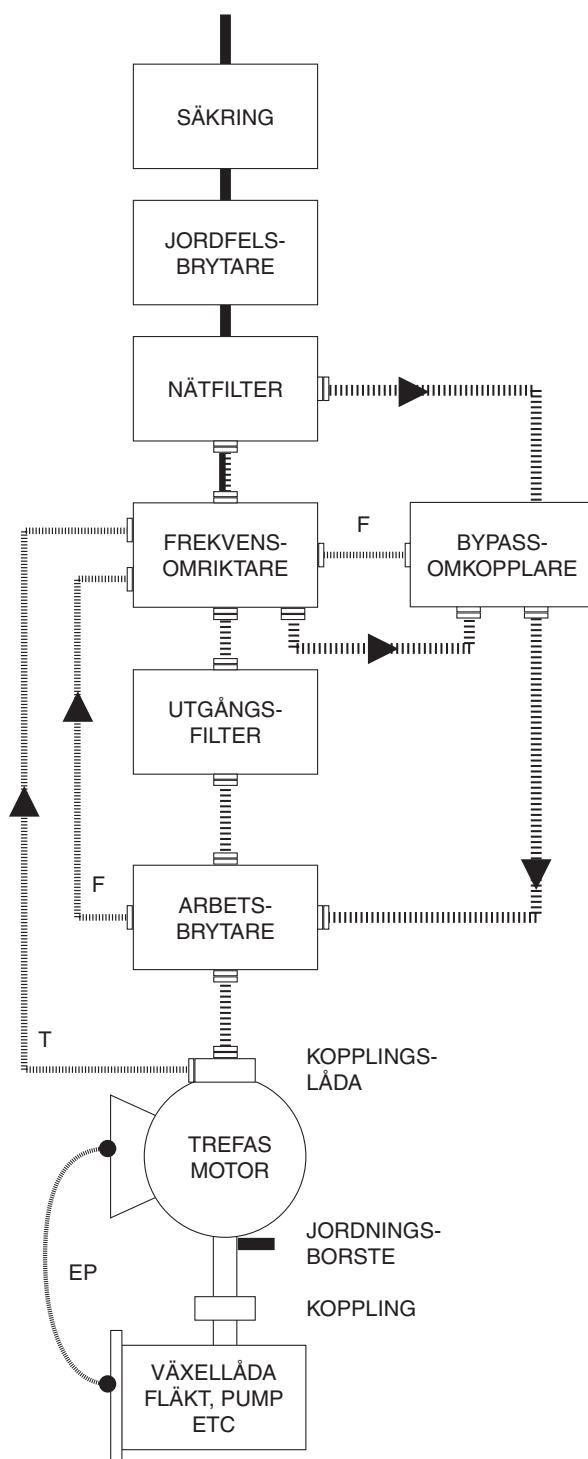 SÄKRING
JORDFELS-
BRYTARE
NÄTFILTER
FREKVENS-
OMRIKTARE
F
BYPASS-
OMKOPPLARE
UTGÅNGS-
FILTER
F
ARBETS-
BRYTARE
T
KOPPLINGS-
LÅDA
TREFAS
MOTOR
JORDNINGS-
BORSTE
EP
KOPPLING
VÄXELLÅDA
FLÄKT, PUMP
ETC